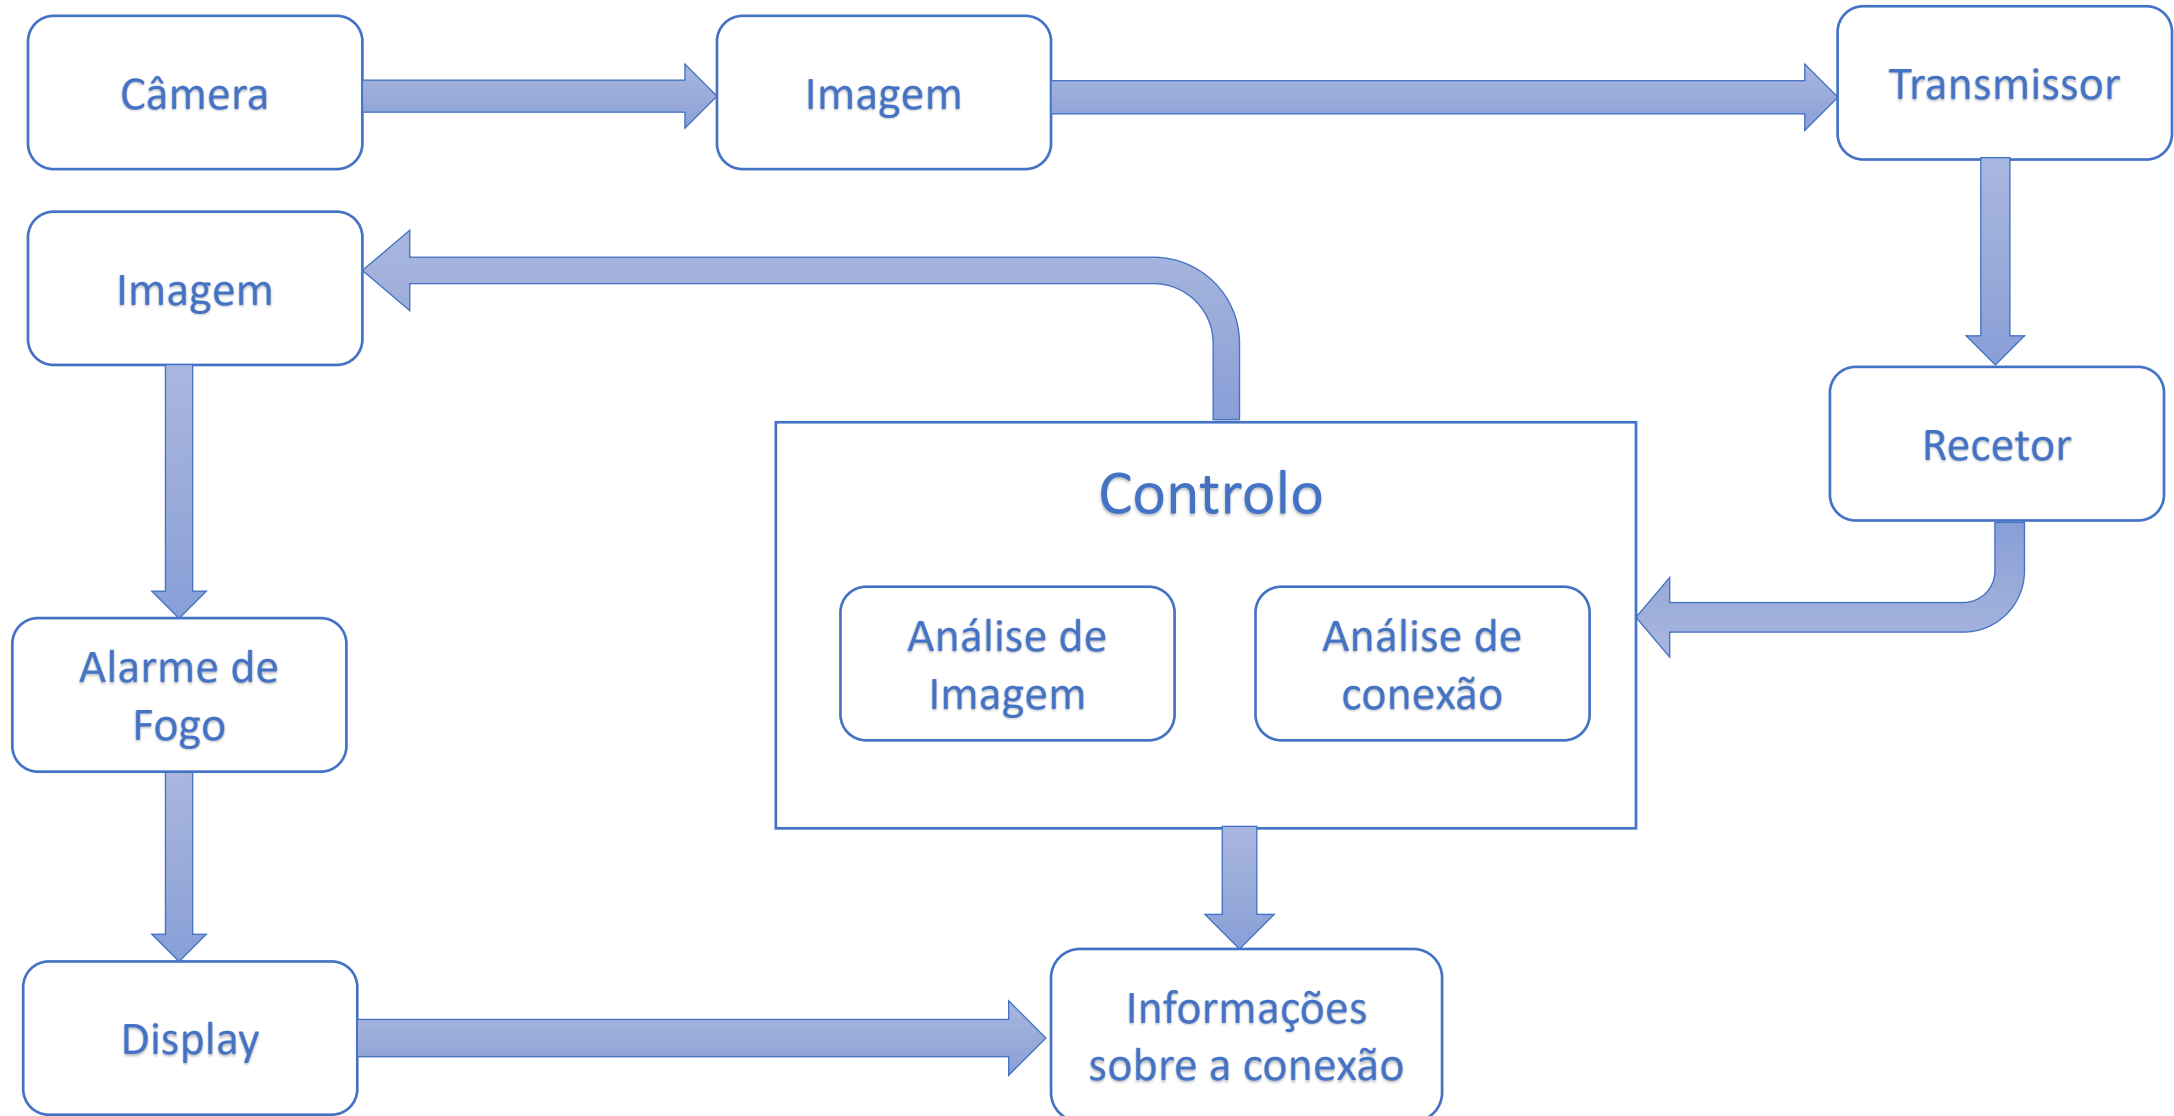 Câmera
Imagem
Transmissor
Imagem
Recetor
Controlo
Análise de
Imagem
Análise de
conexão
Alarme de
Fogo
Display
Informações
sobre a conexão